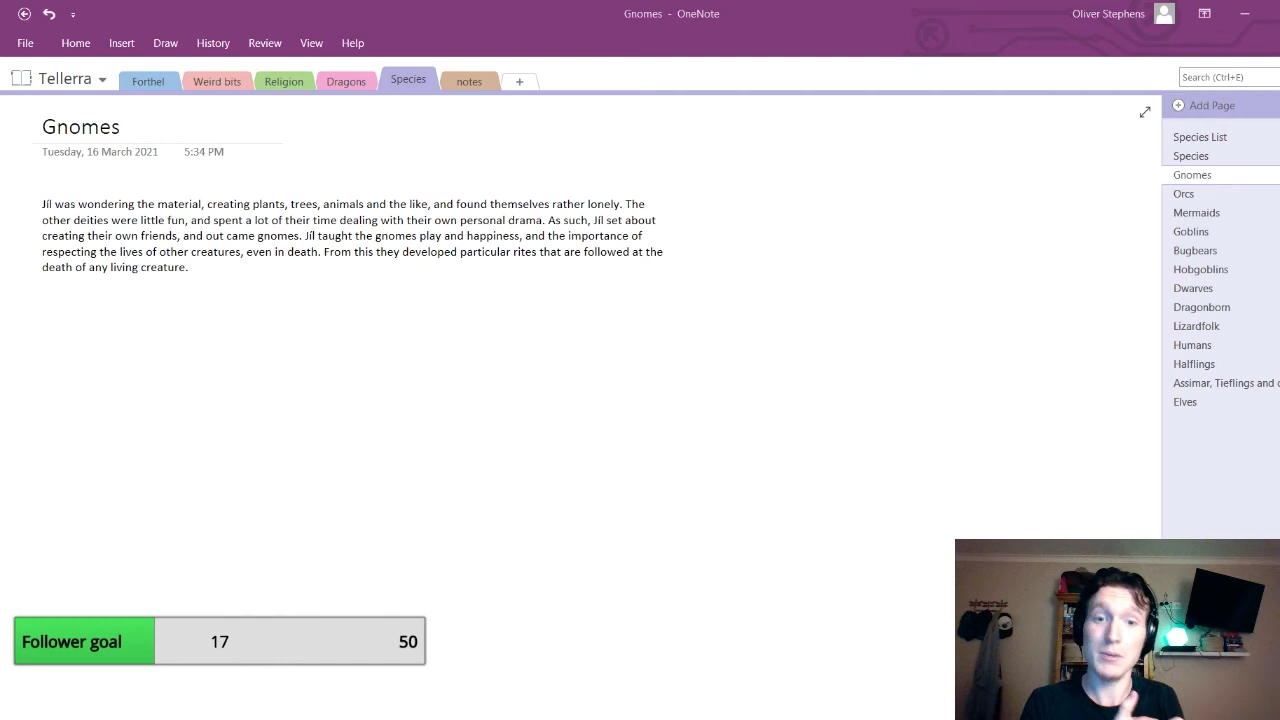 Gnomes - OneNote
Oliver Stephens
File Home Insert Draw History Review View Help
Tellerra Forthel Weird bits Religion Dragons Species notes +
Search (Ctrl+E)
Gnomes
Tuesday, 16 March 2021 5:34 PM
Jíl was wondering the material, creating plants, trees, animals and the like, and found themselves rather lonely. The
other deities were little fun, and spent a lot of their time dealing with their own personal drama. As such, Jíl set about
creating their own friends, and out came gnomes. Jíl taught the gnomes play and happiness, and the importance of
respecting the lives of other creatures, even in death. From this they developed particular rites that are followed at the
death of any living creature.
Add Page
Species List
Species
Gnomes
Orcs
Mermaids
Goblins
Bugbears
Hobgoblins
Dwarves
Dragonborn
Lizardfolk
Humans
Halflings
Assimar, Tieflings and
Elves
Follower goal 17 50